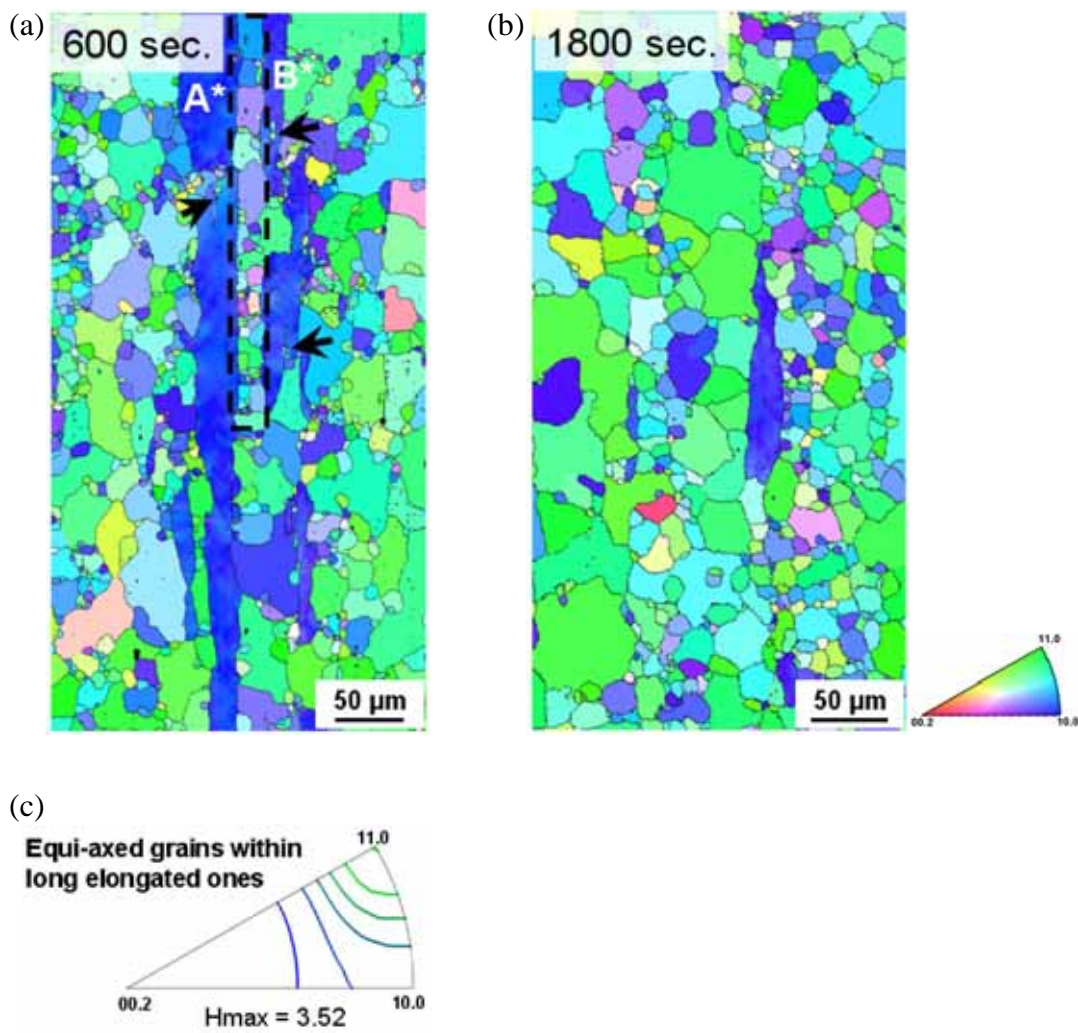 (a)
600 sec.
A*
B*
50 µm
(b)
1800 sec.
50 µm
11.0
00.2
10.0
(c)
Equi-axed grains within
long elongated ones
11.0
00.2
10.0
Hmax = 3.52